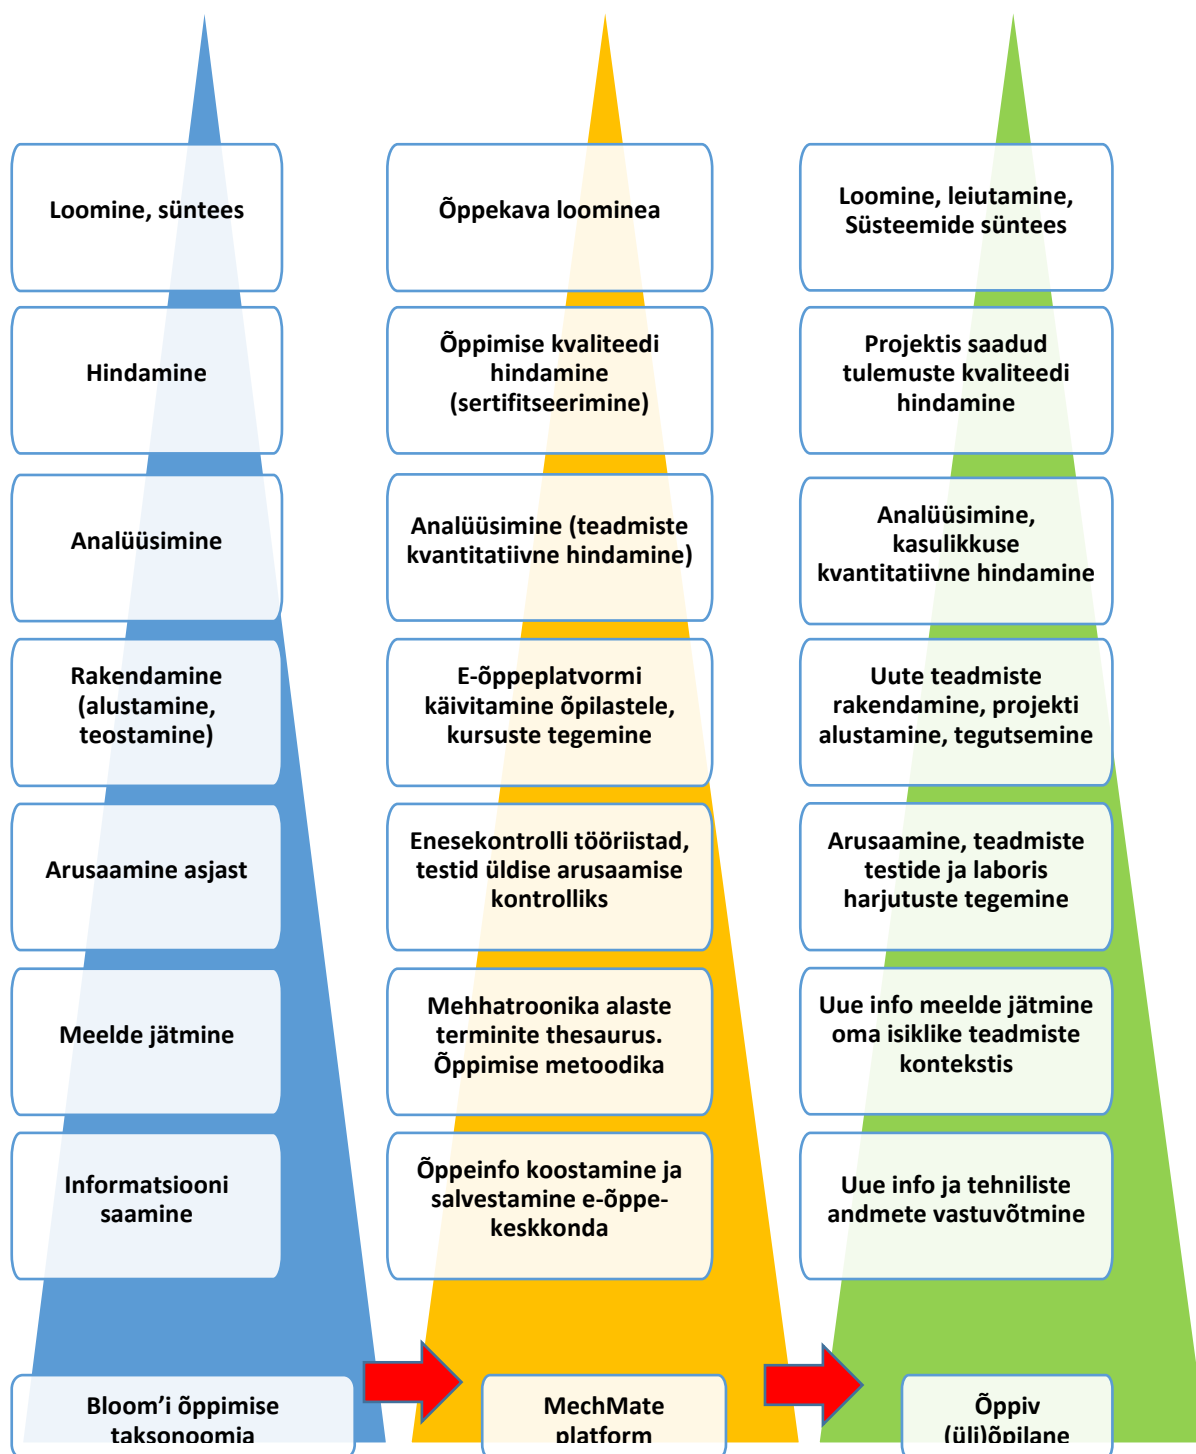 Loomine, süntees
Õppekava loominea
Loomine, leiutamine,
Süsteemide süntees
Hindamine
Õppimise kvaliteedi
hindamine
(sertifitseerimine)
Projektis saadud
tulemuste kvaliteedi
hindamine
Analüüsimine
Analüüsimine (teadmiste
kvantitatiivne hindamine)
Analüüsimine,
kasulikkuse
kvantitatiivne hindamine
Rakendamine
(alustamine,
teostamine)
E-õppeplatvormi
käivitamine õpilastele,
kursuste tegemine
Uute teadmiste
rakendamine, projekti
alustamine, tegutsemine
Arusaamine asjast
Enesekontrolli tööriistad,
testid üldise arusaamise
kontrolliks
Arusaamine, teadmiste
testide ja laboris
harjutuste tegemine
Meelde jätmine
Mehhatroonika alaste
terminite thesaurus.
Õppimise metoodika
Uue info meelde jätmine
oma isiklike teadmiste
kontekstis
Informatsiooni
saamine
Õppeinfo koostamine ja
salvestamine e-õppe-
keskkonda
Uue info ja tehniliste
andmete vastuvõtmine
Bloom’i õppimise
taksonoomia
MechMate
platform
Õppiv
(üli)õpilane